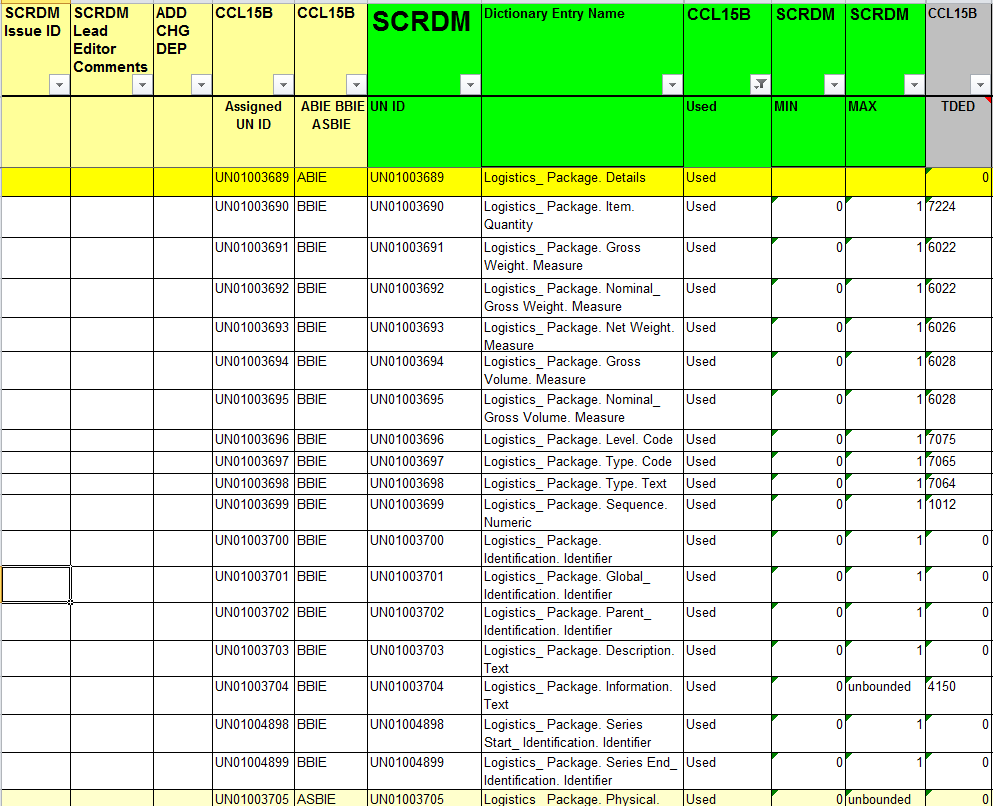 SCRDM Issue ID SCRDM Lead Editor Comments ADD CHG DEP CCL15B CCL15B SCRDM Dictionary Entry Name CCL15B SCRDM SCRDM CCL15B
Assigned UN ID ABIE BBIE ASBIE UN ID Used MIN MAX TDED
UN01003689 ABIE UN01003689 Logistics_ Package. Details Used 0
UN01003690 BBIE UN01003690 Logistics_ Package. Item. Used 0 1 7224
Quantity
UN01003691 BBIE UN01003691 Logistics_ Package. Gross Used 0 1 6022
Weight. Measure
UN01003692 BBIE UN01003692 Logistics_ Package. Nominal_ Used 0 1 6022
Gross Weight. Measure
UN01003693 BBIE UN01003693 Logistics_ Package. Net Weight. Used 0 1 6026
Measure
UN01003694 BBIE UN01003694 Logistics_ Package. Gross Used 0 1 6028
Volume. Measure
UN01003695 BBIE UN01003695 Logistics_ Package. Nominal_ Used 0 1 6028
Gross Volume. Measure
UN01003696 BBIE UN01003696 Logistics_ Package. Level. Code Used 0 1 7075
UN01003697 BBIE UN01003697 Logistics_ Package. Type. Code Used 0 1 7065
UN01003698 BBIE UN01003698 Logistics_ Package. Type. Text Used 0 1 7064
UN01003699 BBIE UN01003699 Logistics_ Package. Sequence. Used 0 1 1012
Numeric
UN01003700 BBIE UN01003700 Logistics_ Package. Used 0 1 0
Identification. Identifier
UN01003701 BBIE UN01003701 Logistics_ Package. Global_ Used 0 1 0
Identification. Identifier
UN01003702 BBIE UN01003702 Logistics_ Package. Parent_ Used 0 1 0
Identification. Identifier
UN01003703 BBIE UN01003703 Logistics_ Package. Description. Used 0 1 0
Text
UN01003704 BBIE UN01003704 Logistics_ Package. Information. Used 0 unbounded 4150
Text
UN01004898 BBIE UN01004898 Logistics_ Package. Series Used 0 1 0
Start_ Identification. Identifier
UN01004899 BBIE UN01004899 Logistics_ Package. Series End_ Used 0 1 0
Identification. Identifier
UN01003705 ASBIE UN01003705 Logistics_ Package. Physical. Used 0 unbounded 0